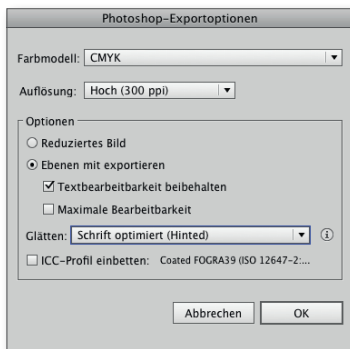 Photoshop-Exportoptionen
Farbmodell: CMYK
Auflösung: Hoch (300 ppi)
Optionen
Reduziertes Bild
Ebenen mit exportieren
Textbearbeitbarkeit beibehalten
Maximale Bearbeitbarkeit
Glätten: Schrift optimiert (Hinted)
ICC-Profil einbetten: Coated FOGRA39 (ISO 12647-2:...
Abbrechen OK